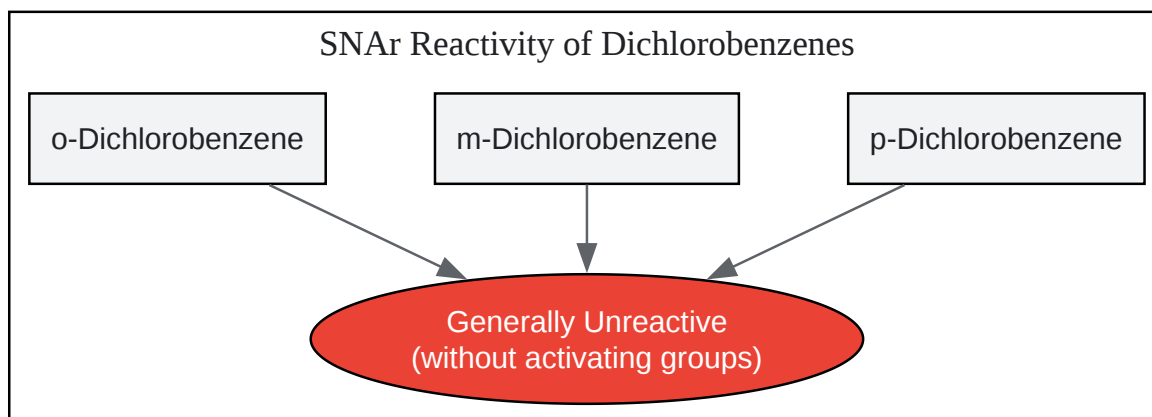 SNAr Reactivity of Dichlorobenzenes
o-Dichlorobenzene
m-Dichlorobenzene
p-Dichlorobenzene
Generally Unreactive
(without activating groups)